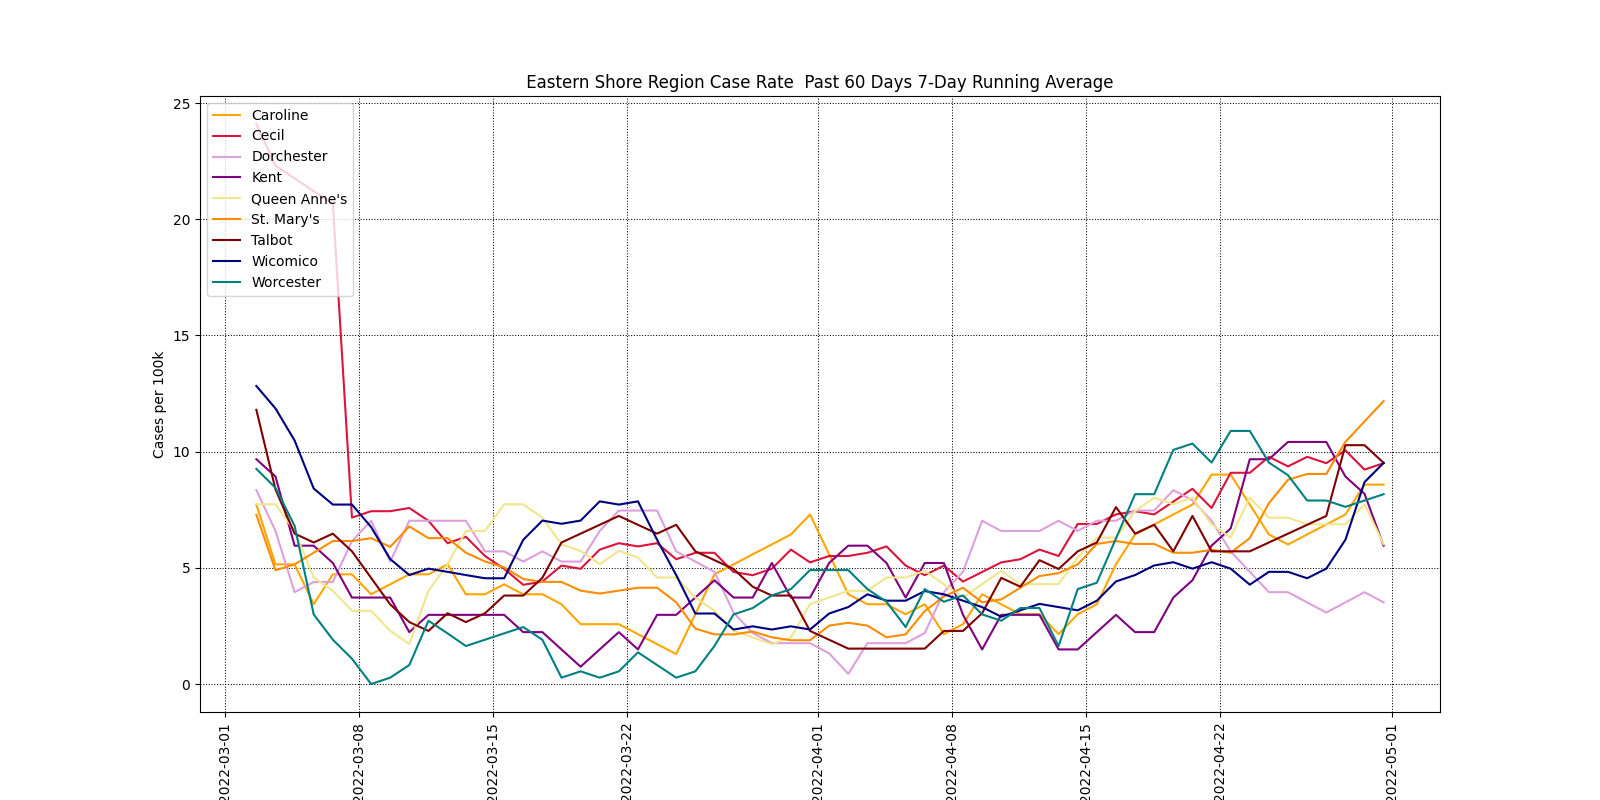 Eastern Shore Region Case Rate  Past 60 Days 7-Day Running Average
25
20
15
10
5
0
Cases per 100k
Caroline
Cecil
Dorchester
Kent
Queen Anne's
St. Mary's
Talbot
Wicomico
Worcester
2022-03-01
2022-03-08
2022-03-15
2022-03-22
2022-04-01
2022-04-08
2022-04-15
2022-04-22
2022-05-01